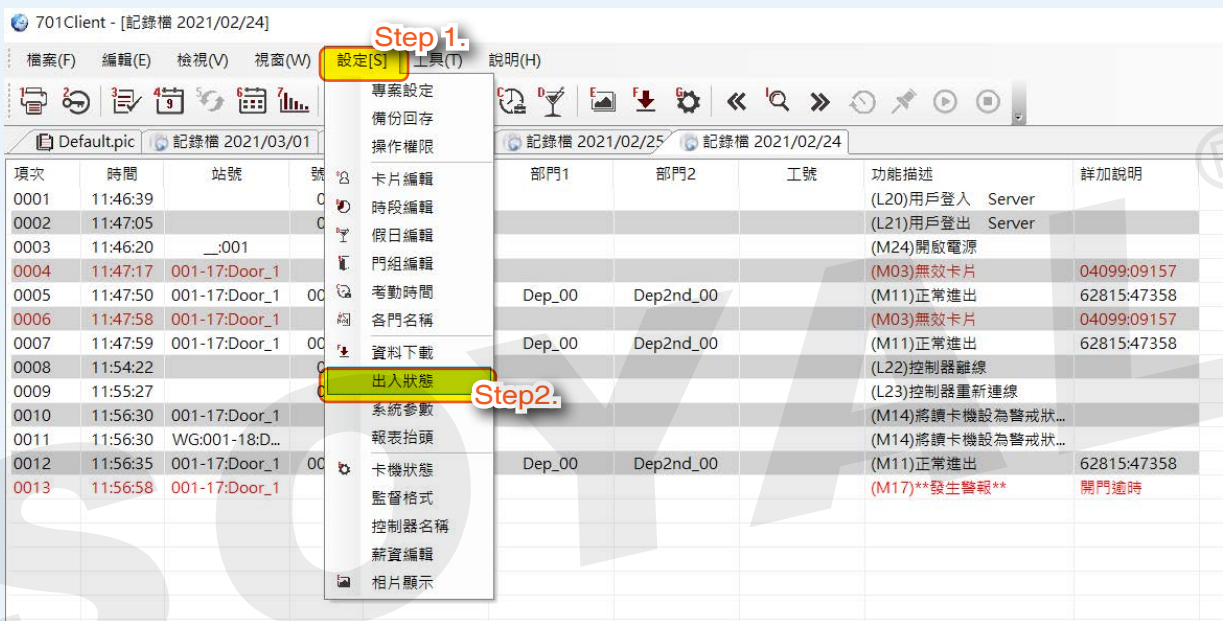 701Client - [記錄檔 2021/02/24]
Step 1.
檔案(F) 編輯(E) 檢視(V) 視窗(W) 設定[S] 工具(T) 說明(H)
Default.pic 記錄檔 2021/03/01 記錄檔 2021/02/25 記錄檔 2021/02/24
專案設定
備份回存
操作權限
卡片編輯
時段編輯
假日編輯
門組編輯
考勤時間
各門名稱
資料下載
出入狀態
Step2.
系統參數
報表抬頭
卡機狀態
監督格式
控制器名稱
薪資編輯
相片顯示
項次 時間 站號 部門1 部門2 工號 功能描述 詳加說明
0001 11:46:39 (L20)用戶登入 Server
0002 11:47:05 (L21)用戶登出 Server
0003 11:46:20 __:001 (M24)開啟電源
0004 11:47:17 001-17:Door_1 (M03)無效卡片 04099:09157
0005 11:47:50 001-17:Door_1 00 Dep_00 Dep2nd_00 (M11)正常進出 62815:47358
0006 11:47:58 001-17:Door_1 (M03)無效卡片 04099:09157
0007 11:47:59 001-17:Door_1 00 Dep_00 Dep2nd_00 (M11)正常進出 62815:47358
0008 11:54:22 (L22)控制器離線
0009 11:55:27 (L23)控制器重新連線
0010 11:56:30 001-17:Door_1 (M14)將讀卡機設為警戒狀...
0011 11:56:30 WG:001-18:D... (M14)將讀卡機設為警戒狀...
0012 11:56:35 001-17:Door_1 00 Dep_00 Dep2nd_00 (M11)正常進出 62815:47358
0013 11:56:58 001-17:Door_1 (M17)**發生警報** 開門逾時
SOYAL